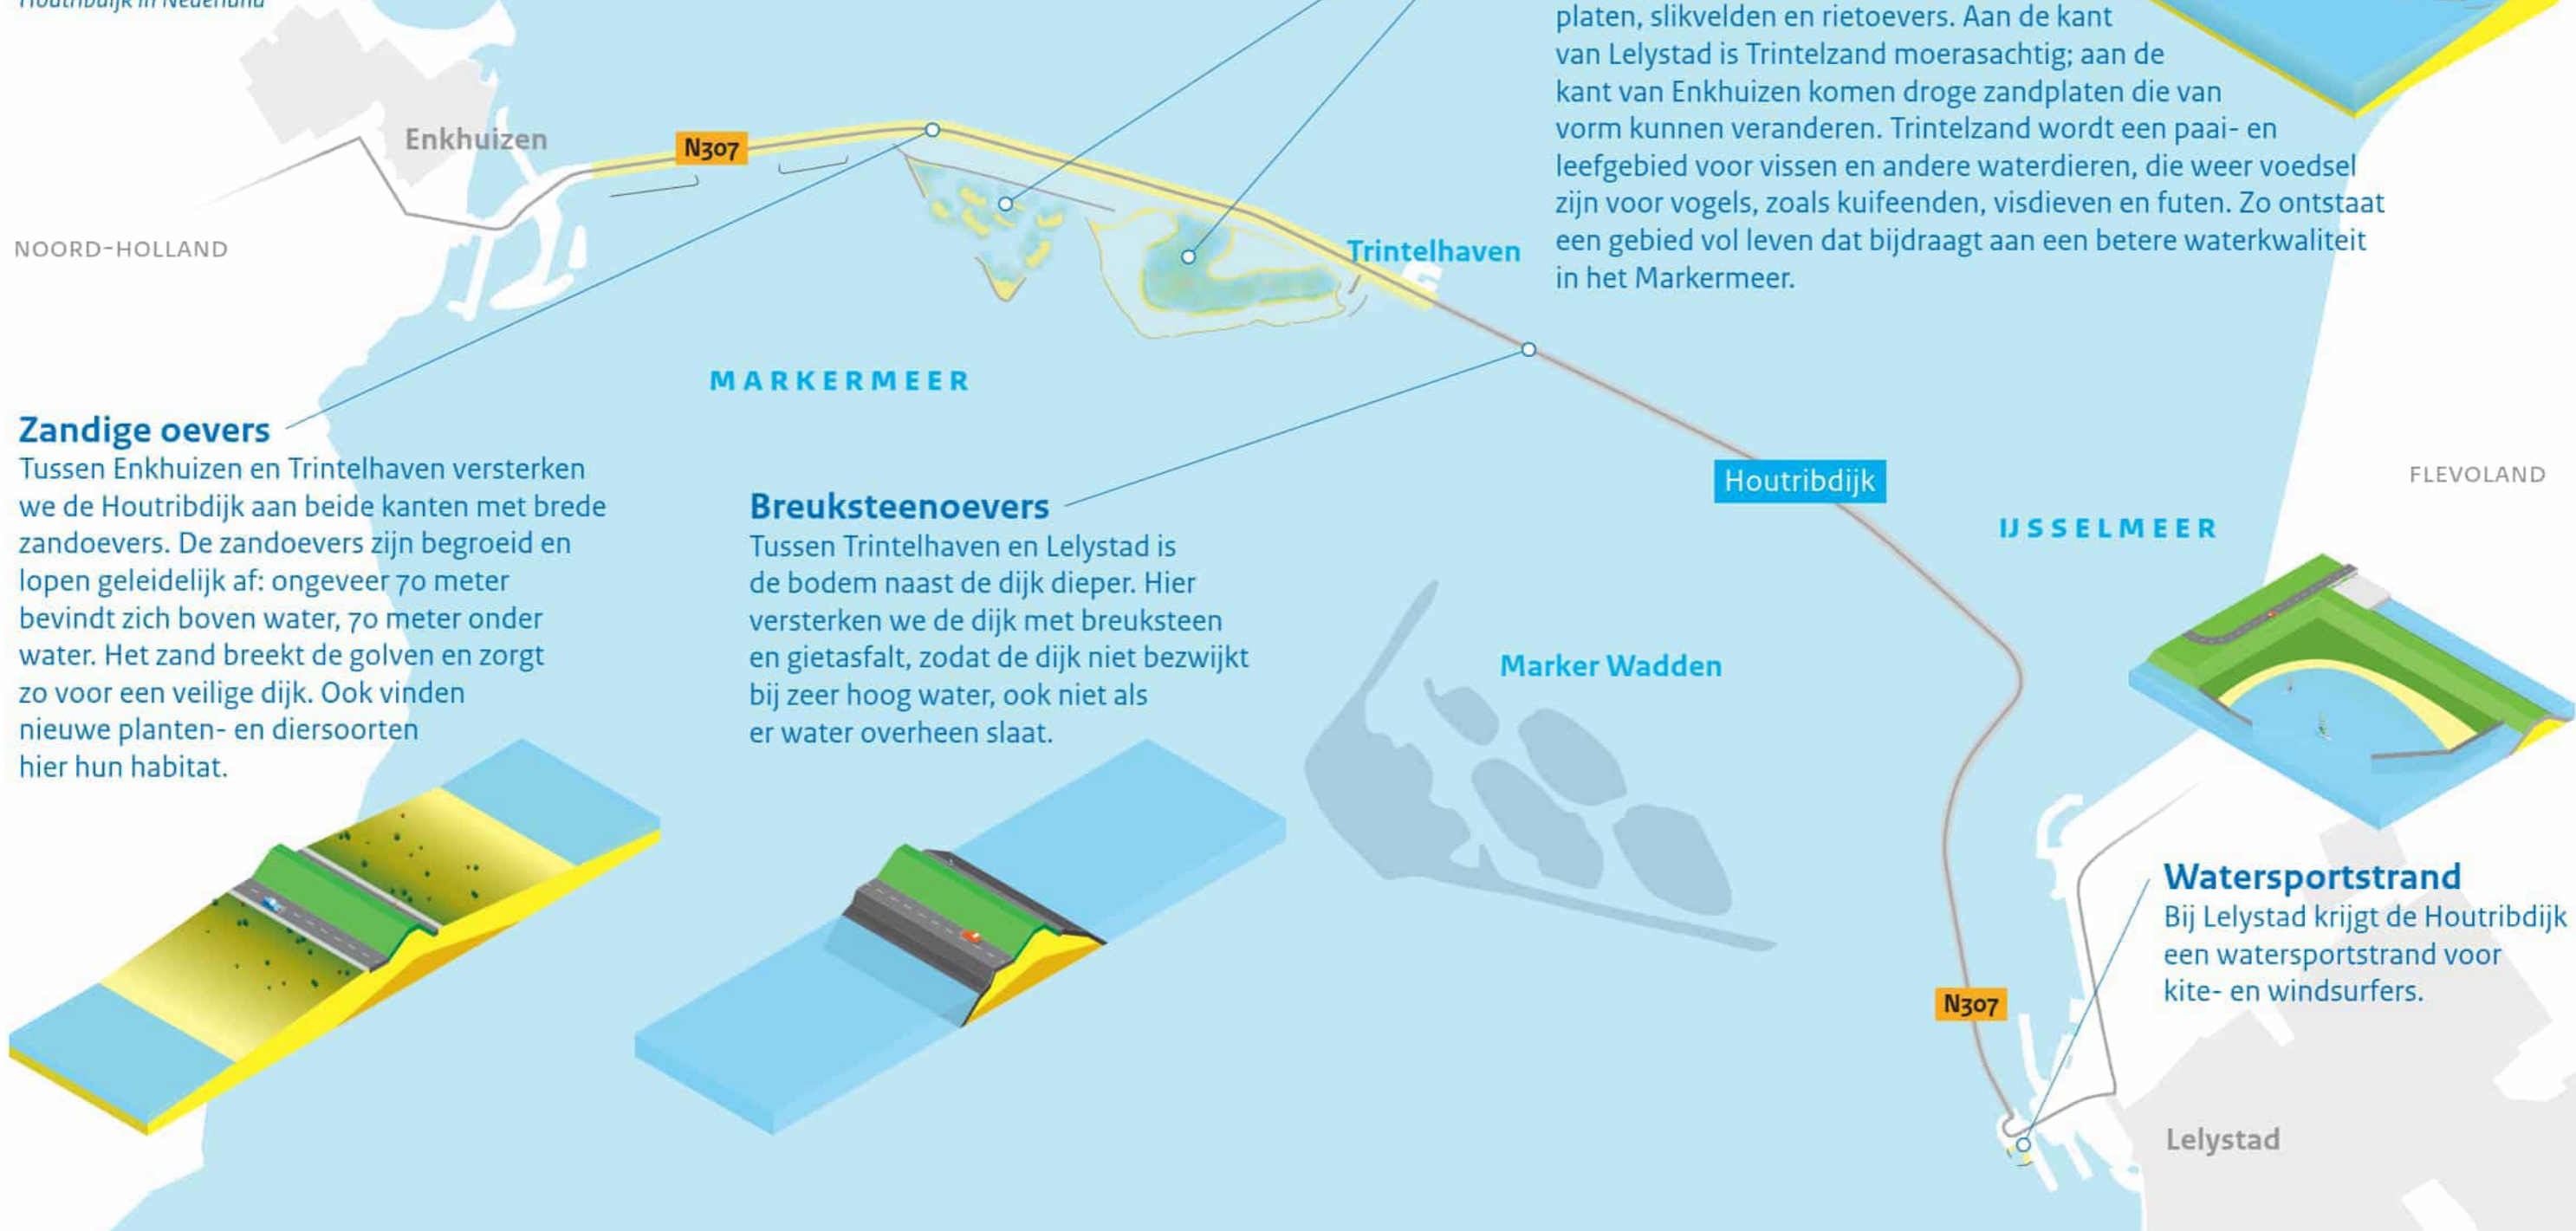 Houtribdijk in Nederland
platen, slikvelden en rietoevers. Aan de kant
van Lelystad is Trintelzand moerasachtig; aan de
kant van Enkhuizen komen droge zandplaten die van
vorm kunnen veranderen. Trintelzand wordt een paai- en
leefgebied voor vissen en andere waterdieren, die weer voedsel
zijn voor vogels, zoals kuifeenden, visdieven en futen. Zo ontstaat
een gebied vol leven dat bijdraagt aan een betere waterkwaliteit
in het Markermeer.
Enkhuizen
N307
NOORD-HOLLAND
Trintelhaven
MARKERMEER
Zandige oevers
Tussen Enkhuizen en Trintelhaven versterken
we de Houtribdijk aan beide kanten met brede
zandoevers. De zandoevers zijn begroeid en
lopen geleidelijk af: ongeveer 70 meter
bevindt zich boven water, 70 meter onder
water. Het zand breekt de golven en zorgt
zo voor een veilige dijk. Ook vinden
nieuwe planten- en diersoorten
hier hun habitat.
Breuksteenoevers
Tussen Trintelhaven en Lelystad is
de bodem naast de dijk dieper. Hier
versterken we de dijk met breuksteen
en gietasfalt, zodat de dijk niet bezwijkt
bij zeer hoog water, ook niet als
er water overheen slaat.
Houtribdijk
FLEVOLAND
IJSSELMEER
Marker Wadden
Watersportstrand
Bij Lelystad krijgt de Houtribdijk
een watersportstrand voor
kite- en windsurfers.
N307
Lelystad